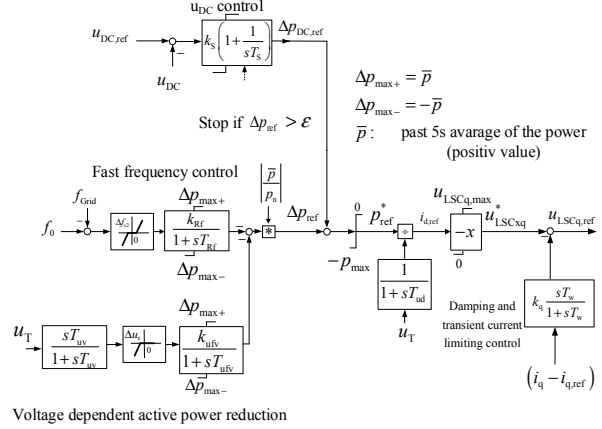 u_DC control
u_DC,ref
−
u_DC
k_S(1+1/(sT_S))
Δp_DC,ref
Δp_max+ = p̅
Δp_max− = −p̅
p̅ : past 5s avarage of the power
(positiv value)
Stop if Δp_ref > ε
Fast frequency control
f_Grid
f_0
−
0
Δp_max+
k_Rf/(1+sT_Rf)
Δp_max−
|p̅/p_n|
−
−
*
Δp_ref
0
−p_max
p*_ref
÷
i_d,ref
1/(1+sT_ud)
u_T
u_LSCq,max
−x
0
u*_LSCxq
−
u_LSCq,ref
Damping and
transient current
limiting control
k_q sT_w/(1+sT_w)
(i_q − i_q,ref)
u_T
sT_uv/(1+sT_uv)
0
Δp_max+
k_ufv/(1+sT_ufv)
Δp_max−
Voltage dependent active power reduction